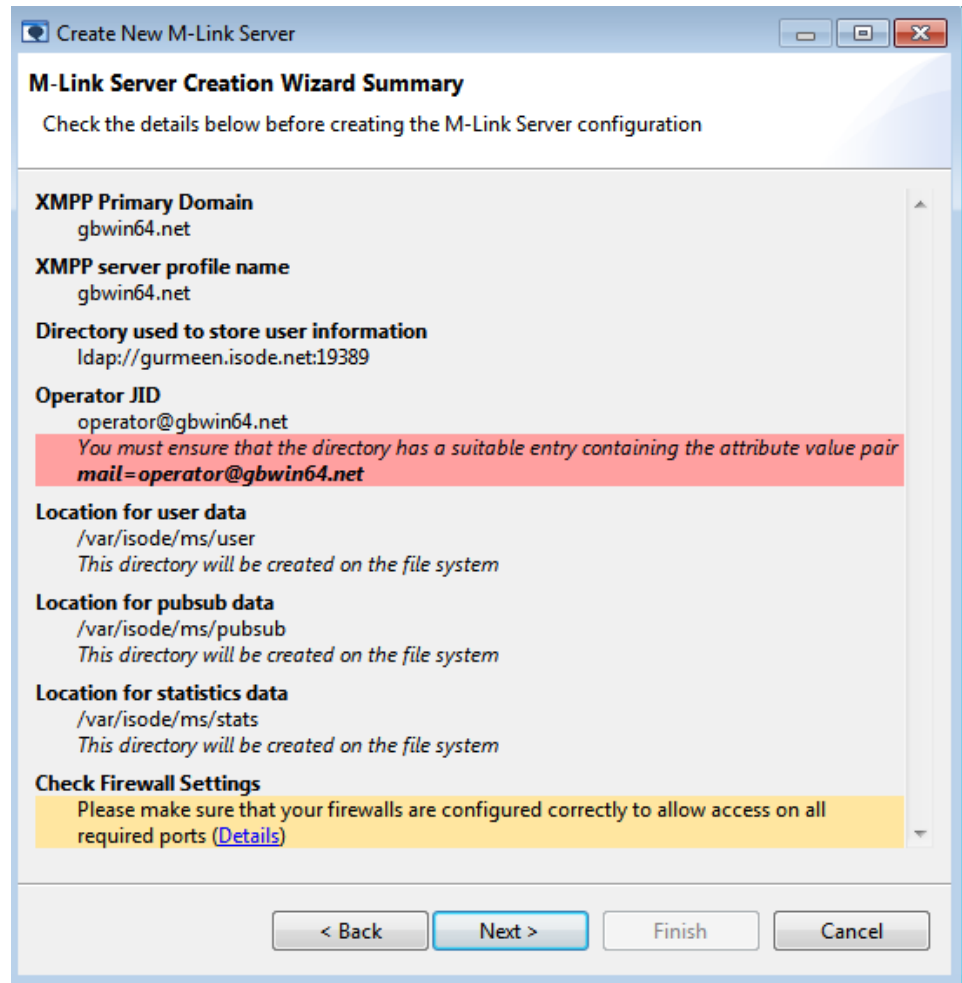 Create New M-Link Server
M-Link Server Creation Wizard Summary
Check the details below before creating the M-Link Server configuration
XMPP Primary Domain
gbwin64.net
XMPP server profile name
gbwin64.net
Directory used to store user information
ldap://gurmeen.isode.net:19389
Operator JID
operator@gbwin64.net
You must ensure that the directory has a suitable entry containing the attribute value pair
mail=operator@gbwin64.net
Location for user data
/var/isode/ms/user
This directory will be created on the file system
Location for pubsub data
/var/isode/ms/pubsub
This directory will be created on the file system
Location for statistics data
/var/isode/ms/stats
This directory will be created on the file system
Check Firewall Settings
Please make sure that your firewalls are configured correctly to allow access on all
required ports (Details)
< Back Next > Finish Cancel